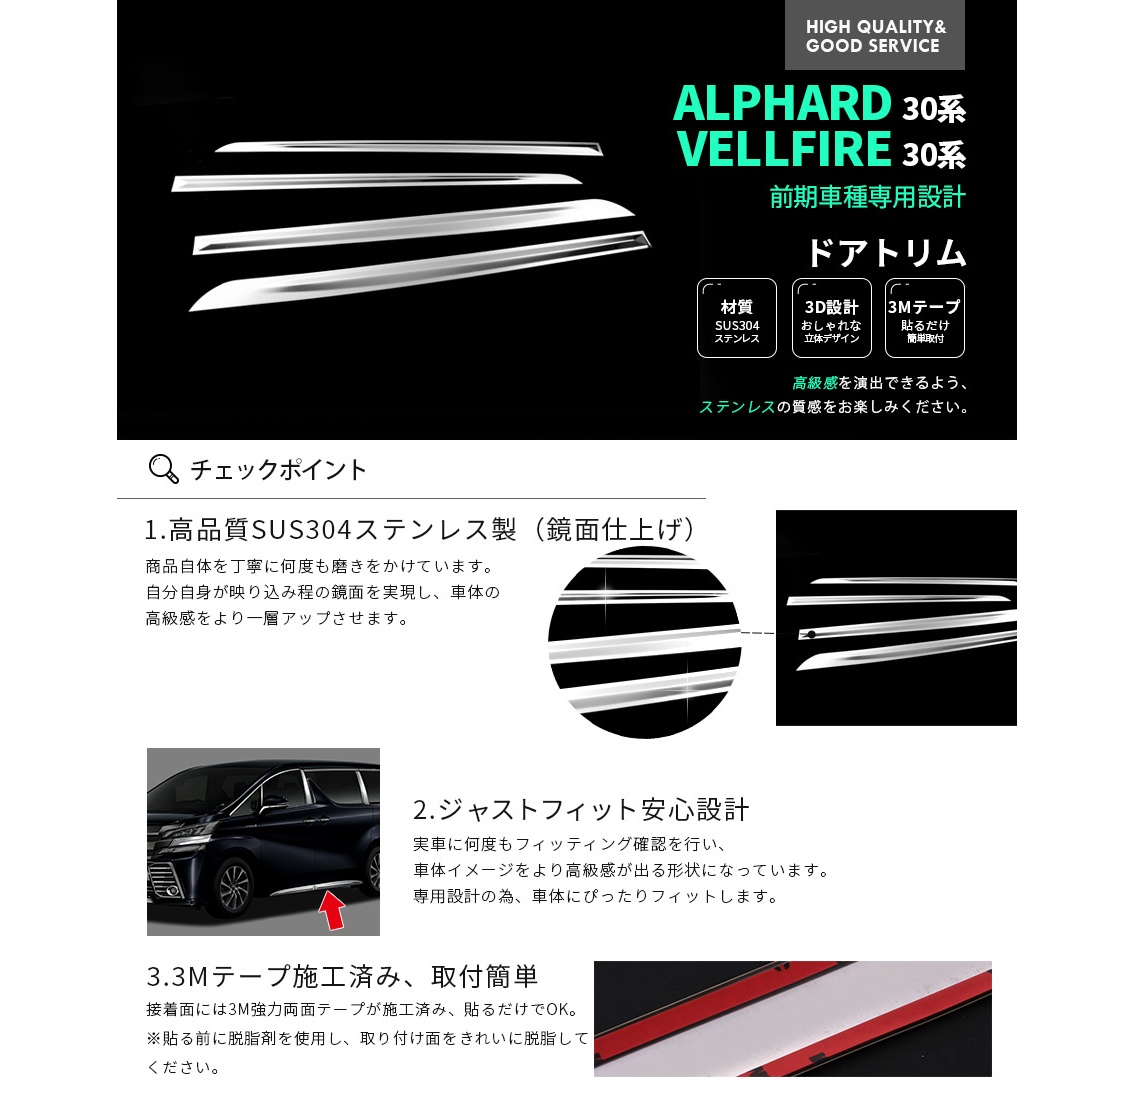 HIGH QUALITY&
GOOD SERVICE
ALPHARD 30系
VELLFIRE 30系
前期車種専用設計
ドアトリム
材質
SUS304
ステンレス
3D設計
おしゃれな
立体デザイン
3Mテープ
貼るだけ
簡単取付
高級感を演出できるよう、
ステンレスの質感をお楽しみください。
チェックポイント
1.高品質SUS304ステンレス製（鏡面仕上げ）
商品自体を丁寧に何度も磨きをかけています。
自分自身が映り込み程の鏡面を実現し、車体の
高級感をより一層アップさせます。
2.ジャストフィット安心設計
実車に何度もフィッティング確認を行い、
車体イメージをより高級感が出る形状になっています。
専用設計の為、車体にぴったりフィットします。
3.3Mテープ施工済み、取付簡単
接着面には3M強力両面テープが施工済み、貼るだけでOK。
※貼る前に脱脂剤を使用し、取り付け面をきれいに脱脂して
ください。